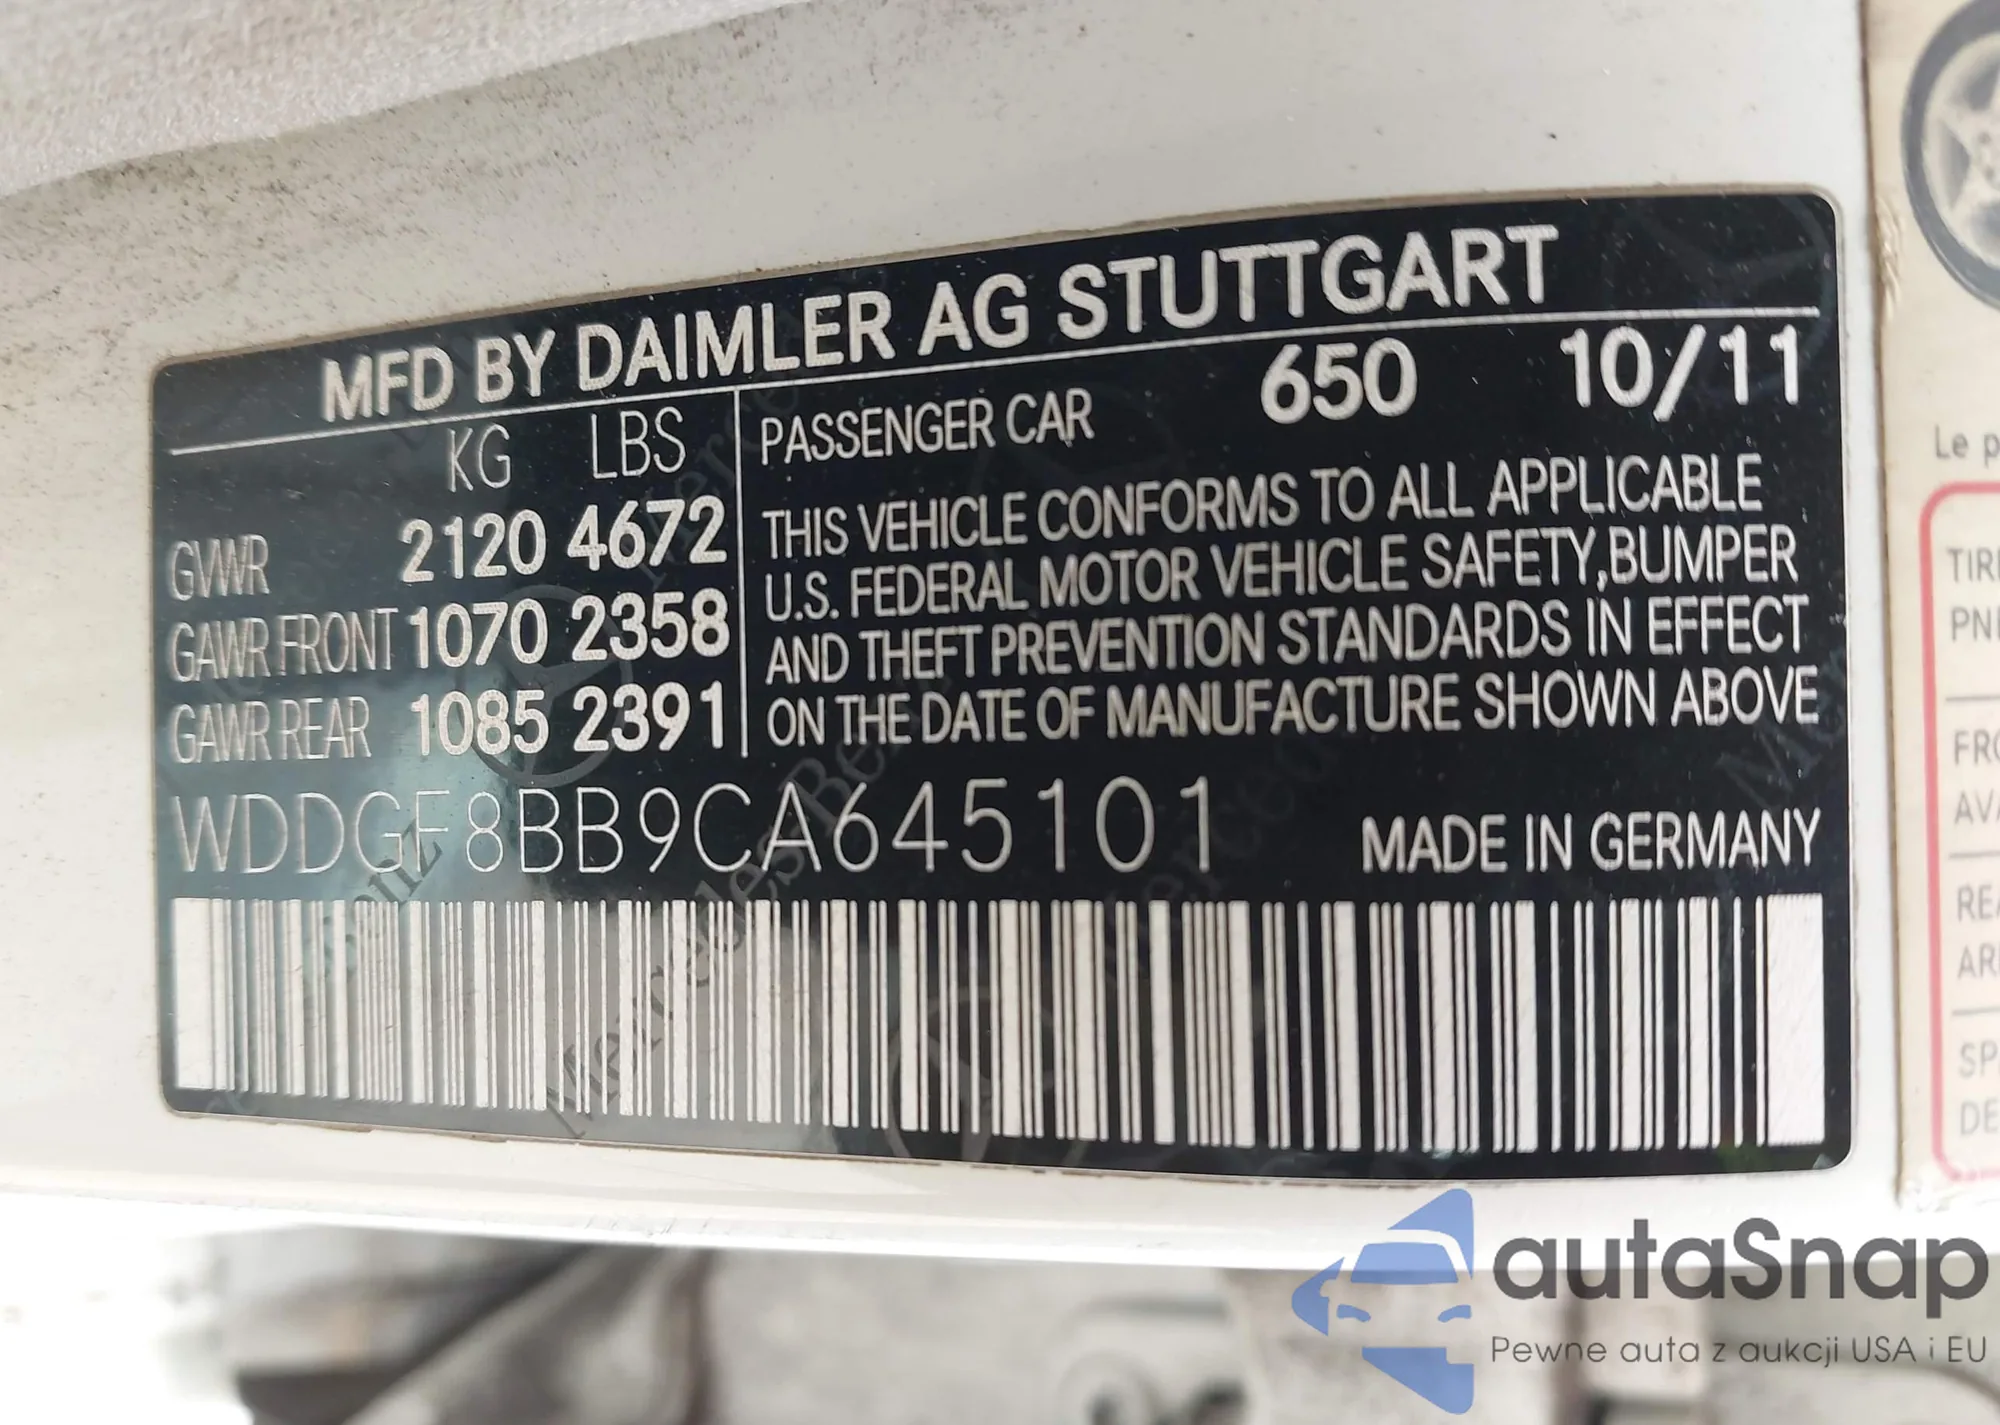 MFD BY DAIMLER AG STUTTGART
KG LBS
GVWR 2120 4672
GAWR FRONT 1070 2358
GAWR REAR 1085 2391
PASSENGER CAR 650 10/11
THIS VEHICLE CONFORMS TO ALL APPLICABLE
U.S. FEDERAL MOTOR VEHICLE SAFETY,BUMPER
AND THEFT PREVENTION STANDARDS IN EFFECT
ON THE DATE OF MANUFACTURE SHOWN ABOVE
WDDGF8BB9CA645101
MADE IN GERMANY
Mercedes-Benz
Le
autaSnap
Pewne auta z aukcji USA i EU